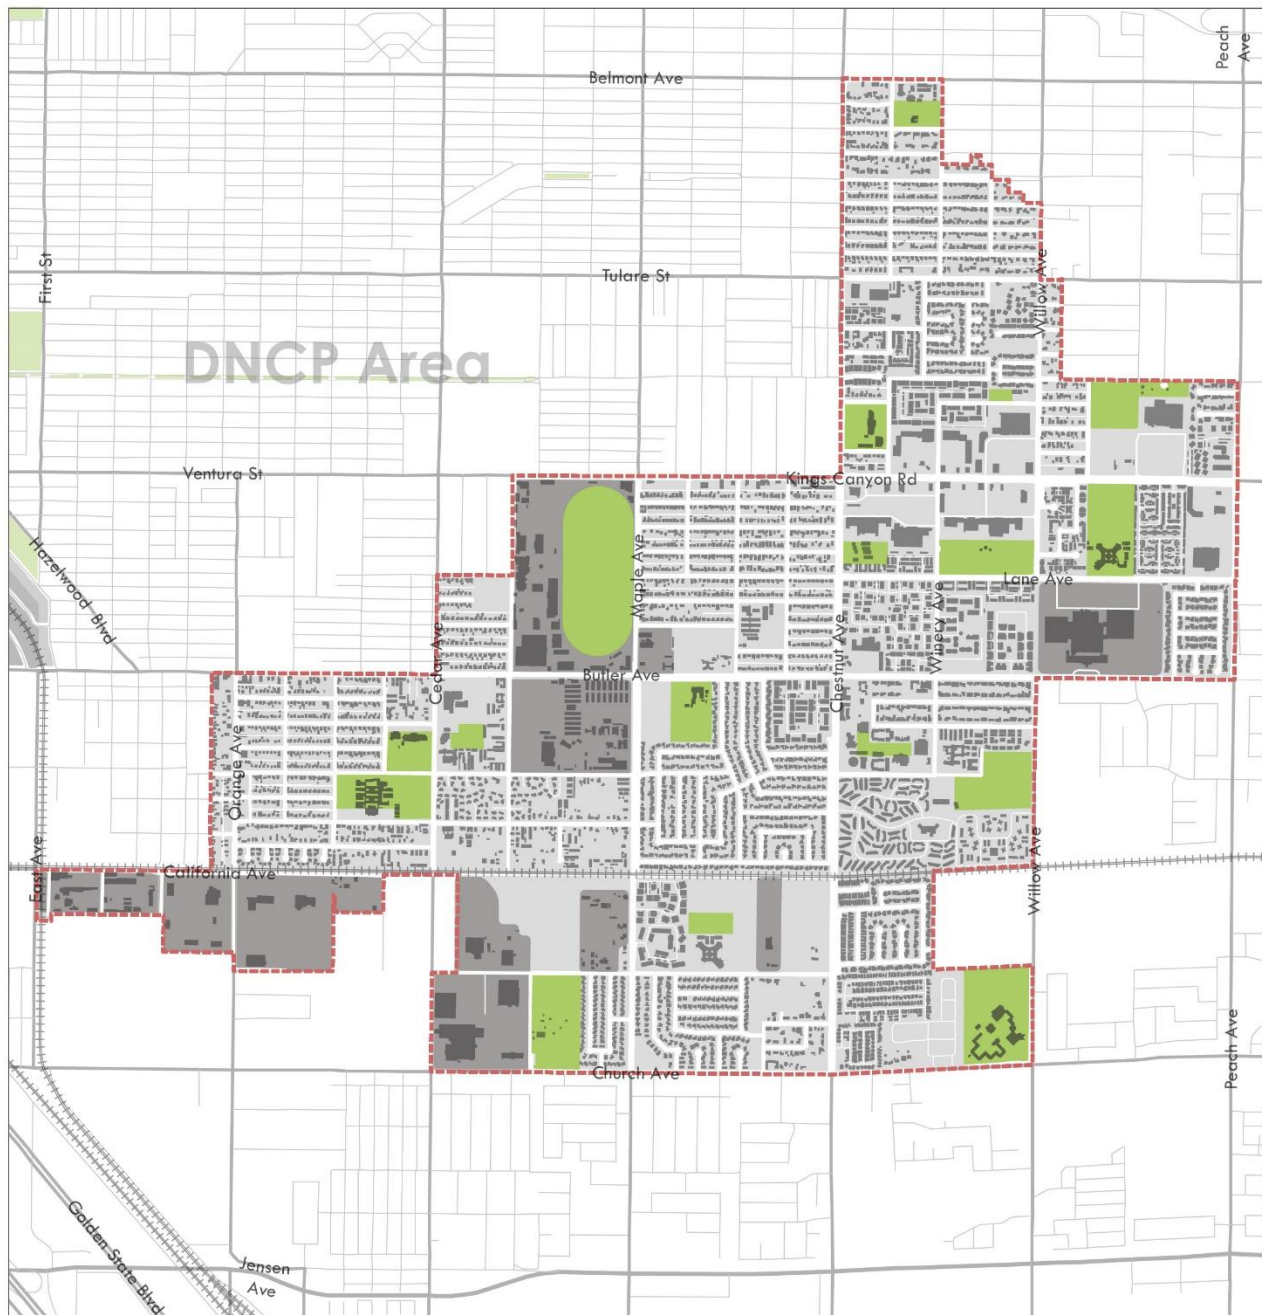 Peach
Ave
Belmont Ave
First St
Tulare St
Willow Ave
DNCP Area
Ventura St
Kings Canyon Rd
Hazelwood Blvd
Maple Ave
Lane Ave
Winery Ave
Chestnut Ave
Cedar Ave
Butler Ave
Orange Ave
East Ave
California Ave
Willow Ave
Peach Ave
Church Ave
Golden State Blvd
Jensen
Ave